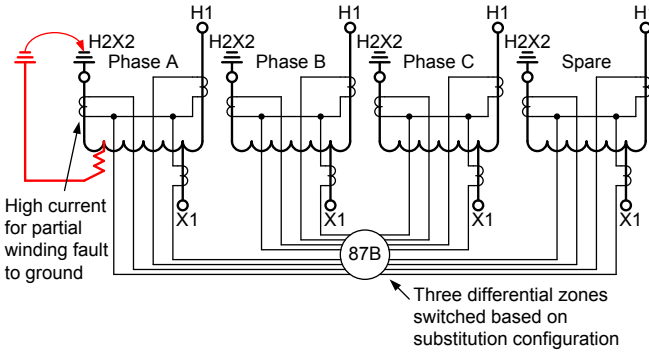 H1
H1
H1
H1
H2X2
Phase A
H2X2
Phase B
H2X2
Phase C
H2X2
Spare
X1
X1
X1
X1
High current
for partial
winding fault
to ground
87B
Three differential zones
switched based on
substitution configuration